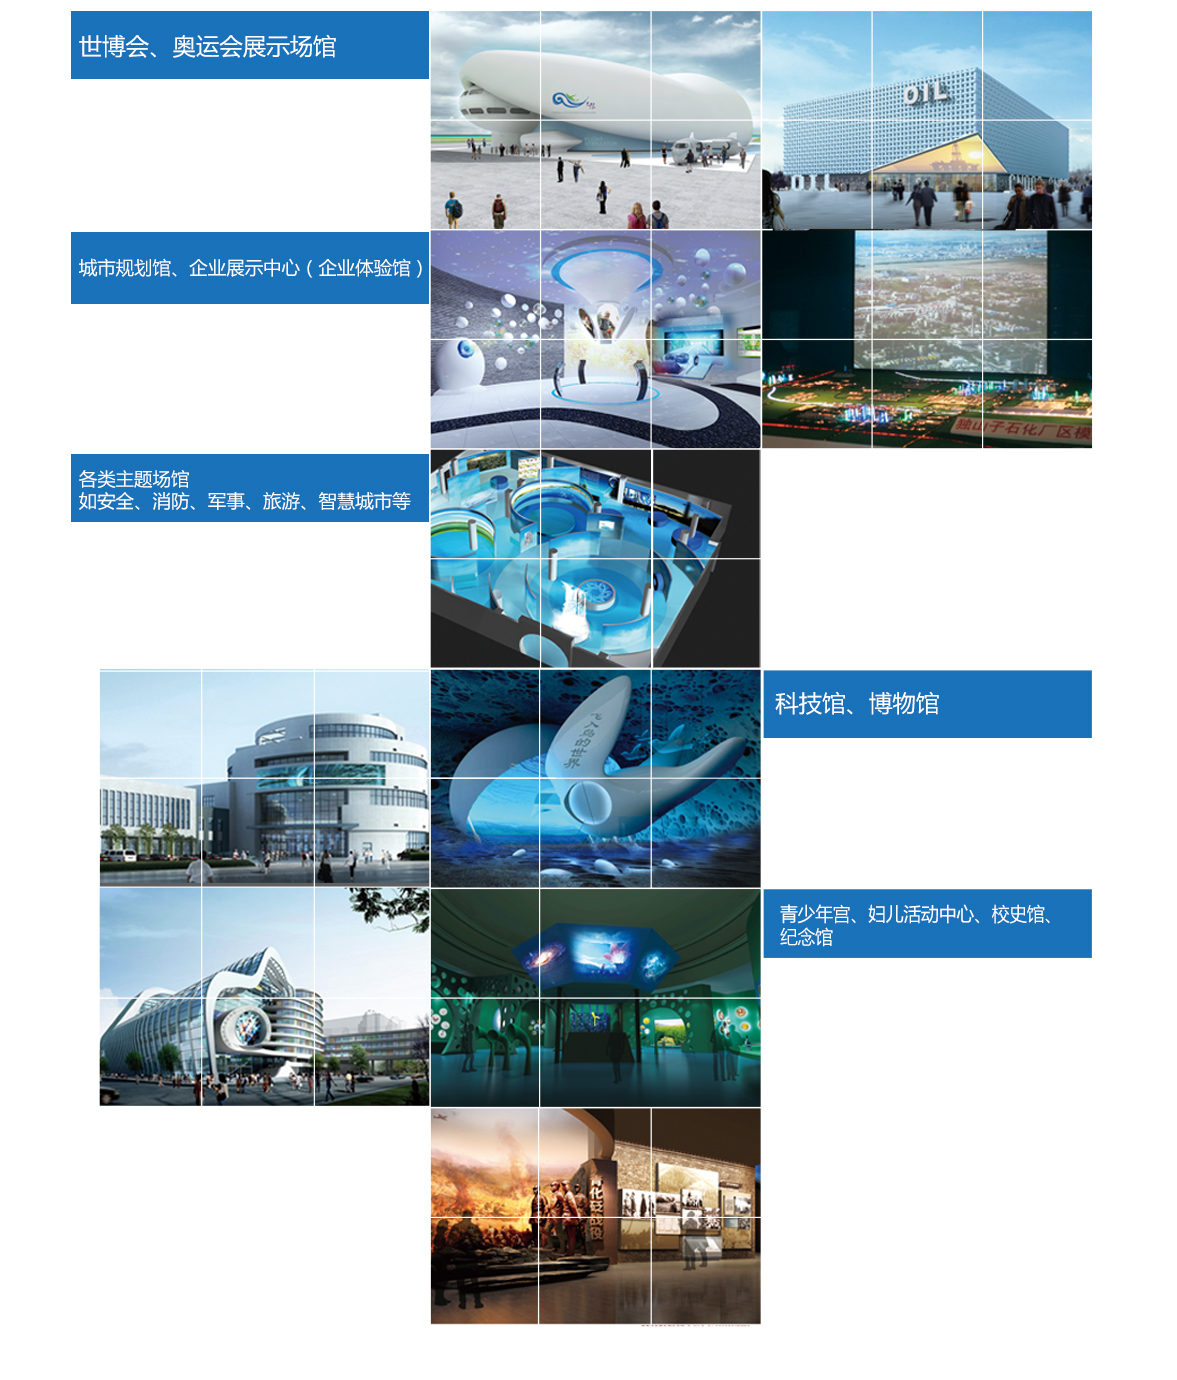 世博会、奥运会展示场馆
OIL
城市规划馆、企业展示中心（企业体验馆）
独山子石化厂区模
各类主题场馆
如安全、消防、军事、旅游、智慧城市等
科技馆、博物馆
飞人鸟的世界
青少年宫、妇儿活动中心、校史馆、
纪念馆